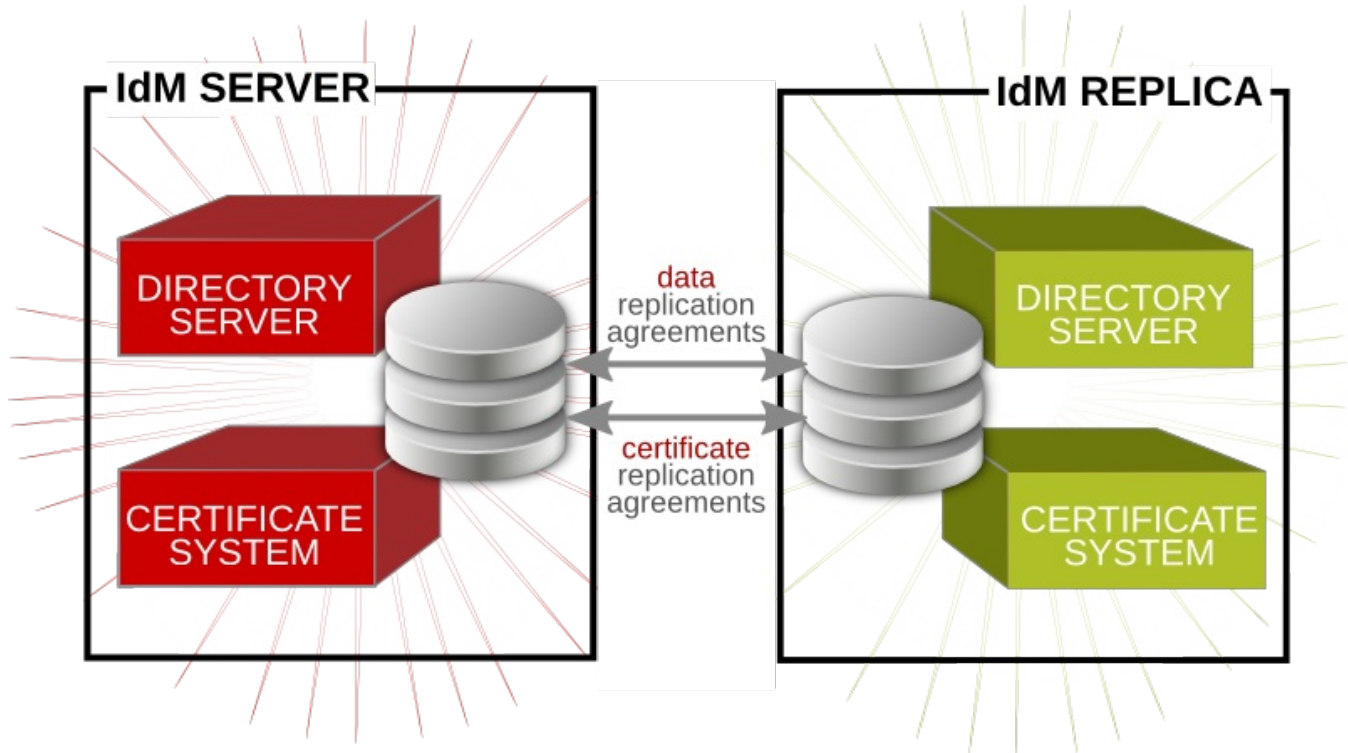 IdM SERVER
IdM REPLICA
DIRECTORY
SERVER
CERTIFICATE
SYSTEM
data
replication
agreements
certificate
replication
agreements
DIRECTORY
SERVER
CERTIFICATE
SYSTEM